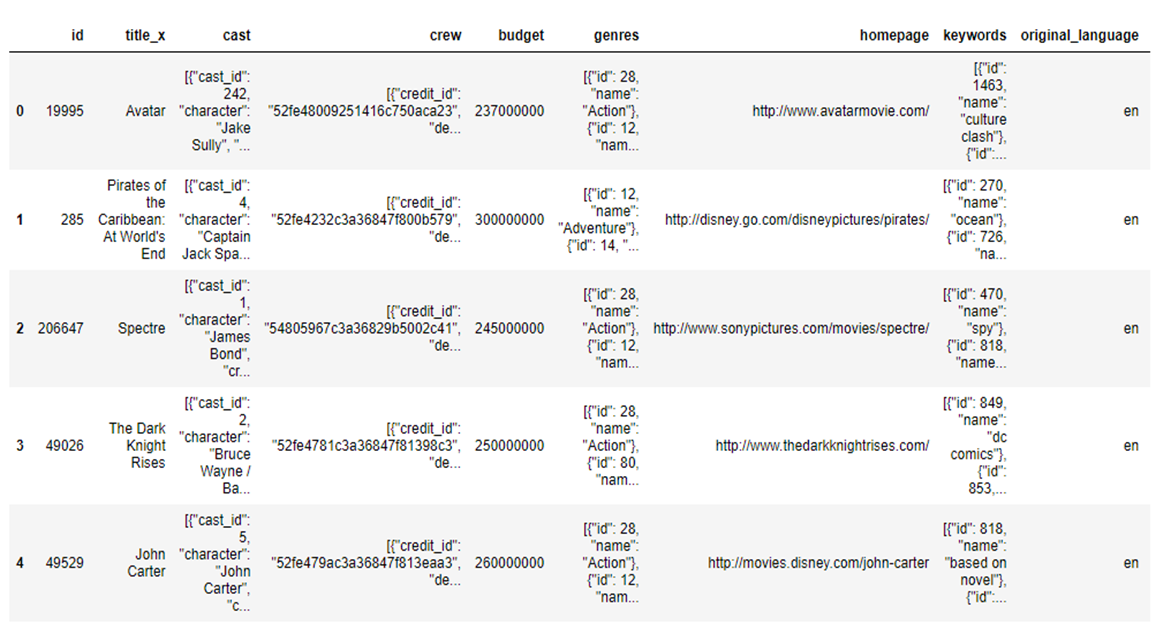 id title_x cast crew budget genres homepage keywords original_language
0
19995
Avatar
[{"cast_id":
242,
"character":
"Jake
Sully", "...
[{"credit_id":
"52fe48009251416c750aca23",
"de...
237000000
[{"id": 28,
"name":
"Action"},
{"id": 12,
"nam...
http://www.avatarmovie.com/
[{"id":
1463,
"name":
"culture
clash"},
{"id":...
en
1
285
Pirates of
the
Caribbean:
At World's
End
[{"cast_id":
4,
"character":
"Captain
Jack Spa...
[{"credit_id":
"52fe4232c3a36847f800b579",
"de...
300000000
[{"id": 12,
"name":
"Adventure"},
{"id": 14, "...
http://disney.go.com/disneypictures/pirates/
[{"id": 270,
"name":
"ocean"},
{"id": 726,
"na...
en
2
206647
Spectre
[{"cast_id":
1,
"character":
"James
Bond",
"cr...
[{"credit_id":
"54805967c3a36829b5002c41",
"de...
245000000
[{"id": 28,
"name":
"Action"},
{"id": 12,
"nam...
http://www.sonypictures.com/movies/spectre/
[{"id": 470,
"name":
"spy"},
{"id": 818,
"name...
en
3
49026
The Dark
Knight
Rises
[{"cast_id":
2,
"character":
"Bruce
Wayne /
Ba...
[{"credit_id":
"52fe4781c3a36847f81398c3",
"de...
250000000
[{"id": 28,
"name":
"Action"},
{"id": 80,
"nam...
http://www.thedarkknightrises.com/
[{"id": 849,
"name":
"dc
comics"},
{"id":
853,...
en
4
49529
John
Carter
[{"cast_id":
5,
"character":
"John
Carter",
"c...
[{"credit_id":
"52fe479ac3a36847f813eaa3",
"de...
260000000
[{"id": 28,
"name":
"Action"},
{"id": 12,
"nam...
http://movies.disney.com/john-carter
[{"id": 818,
"name":
"based on
novel"},
{"id":...
en